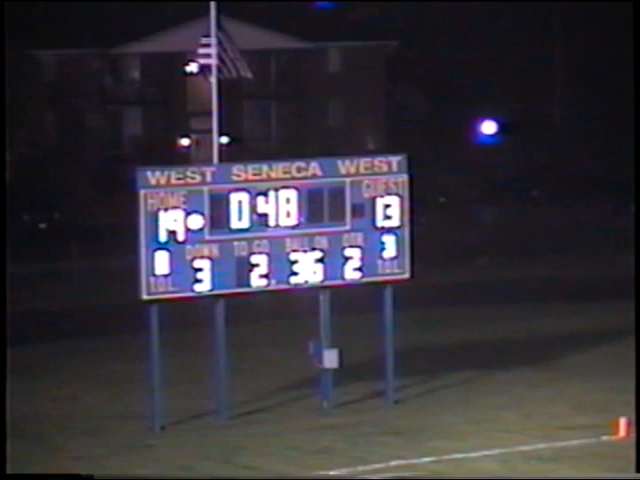 WEST SENECA WEST
HOME GUEST
19 0 48 13
DOWN TO GO BALL ON QTR
3 2 36 2 3
T.O.L. T.O.L.